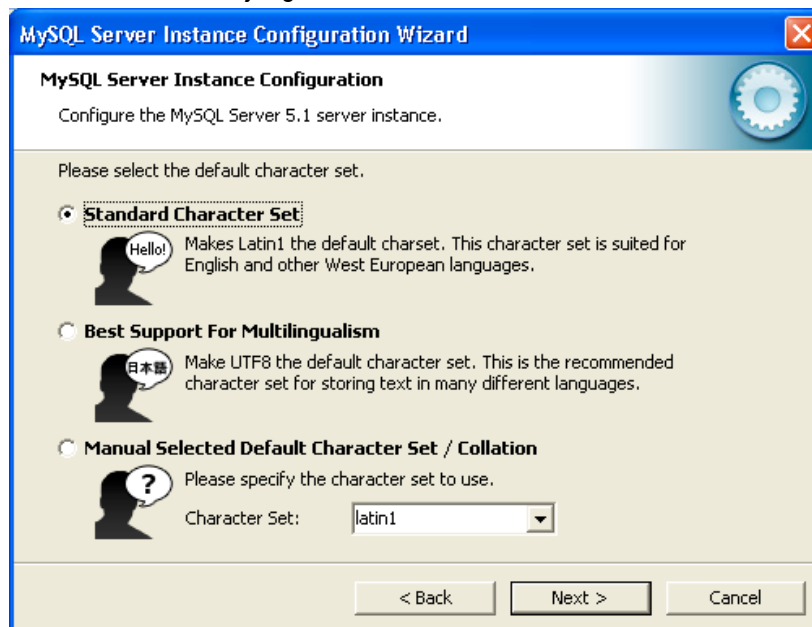 MySQL Server Instance Configuration Wizard
MySQL Server Instance Configuration
Configure the MySQL Server 5.1 server instance.
Please select the default character set.
Standard Character Set
Hello!
Makes Latin1 the default charset. This character set is suited for
English and other West European languages.
Best Support For Multilingualism
日本語
Make UTF8 the default character set. This is the recommended
character set for storing text in many different languages.
Manual Selected Default Character Set / Collation
?
Please specify the character set to use.
Character Set:
latin1
< Back
Next >
Cancel